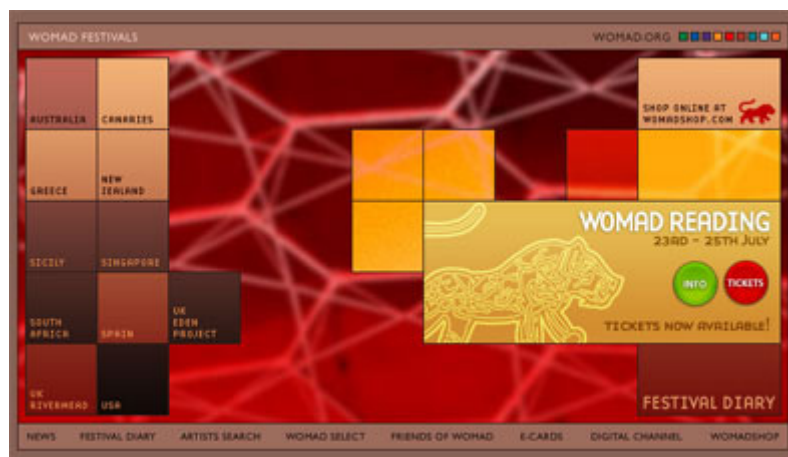 WOMAD FESTIVALS
WOMAD.ORG
AUSTRALIA
CANARIES
SHOP ONLINE AT
WOMADSHOP.COM
GREECE
NEW
ZEALAND
WOMAD READING
23RD - 25TH JULY
SICILY
SINGAPORE
INFO
TICKETS
SOUTH
AFRICA
SPAIN
UK
EDEN
PROJECT
TICKETS NOW AVAILABLE!
UK
RIVERMEAD
USA
FESTIVAL DIARY
NEWS
FESTIVAL DIARY
ARTISTS SEARCH
WOMAD SELECT
FRIENDS OF WOMAD
E-CARDS
DIGITAL CHANNEL
WOMADSHOP